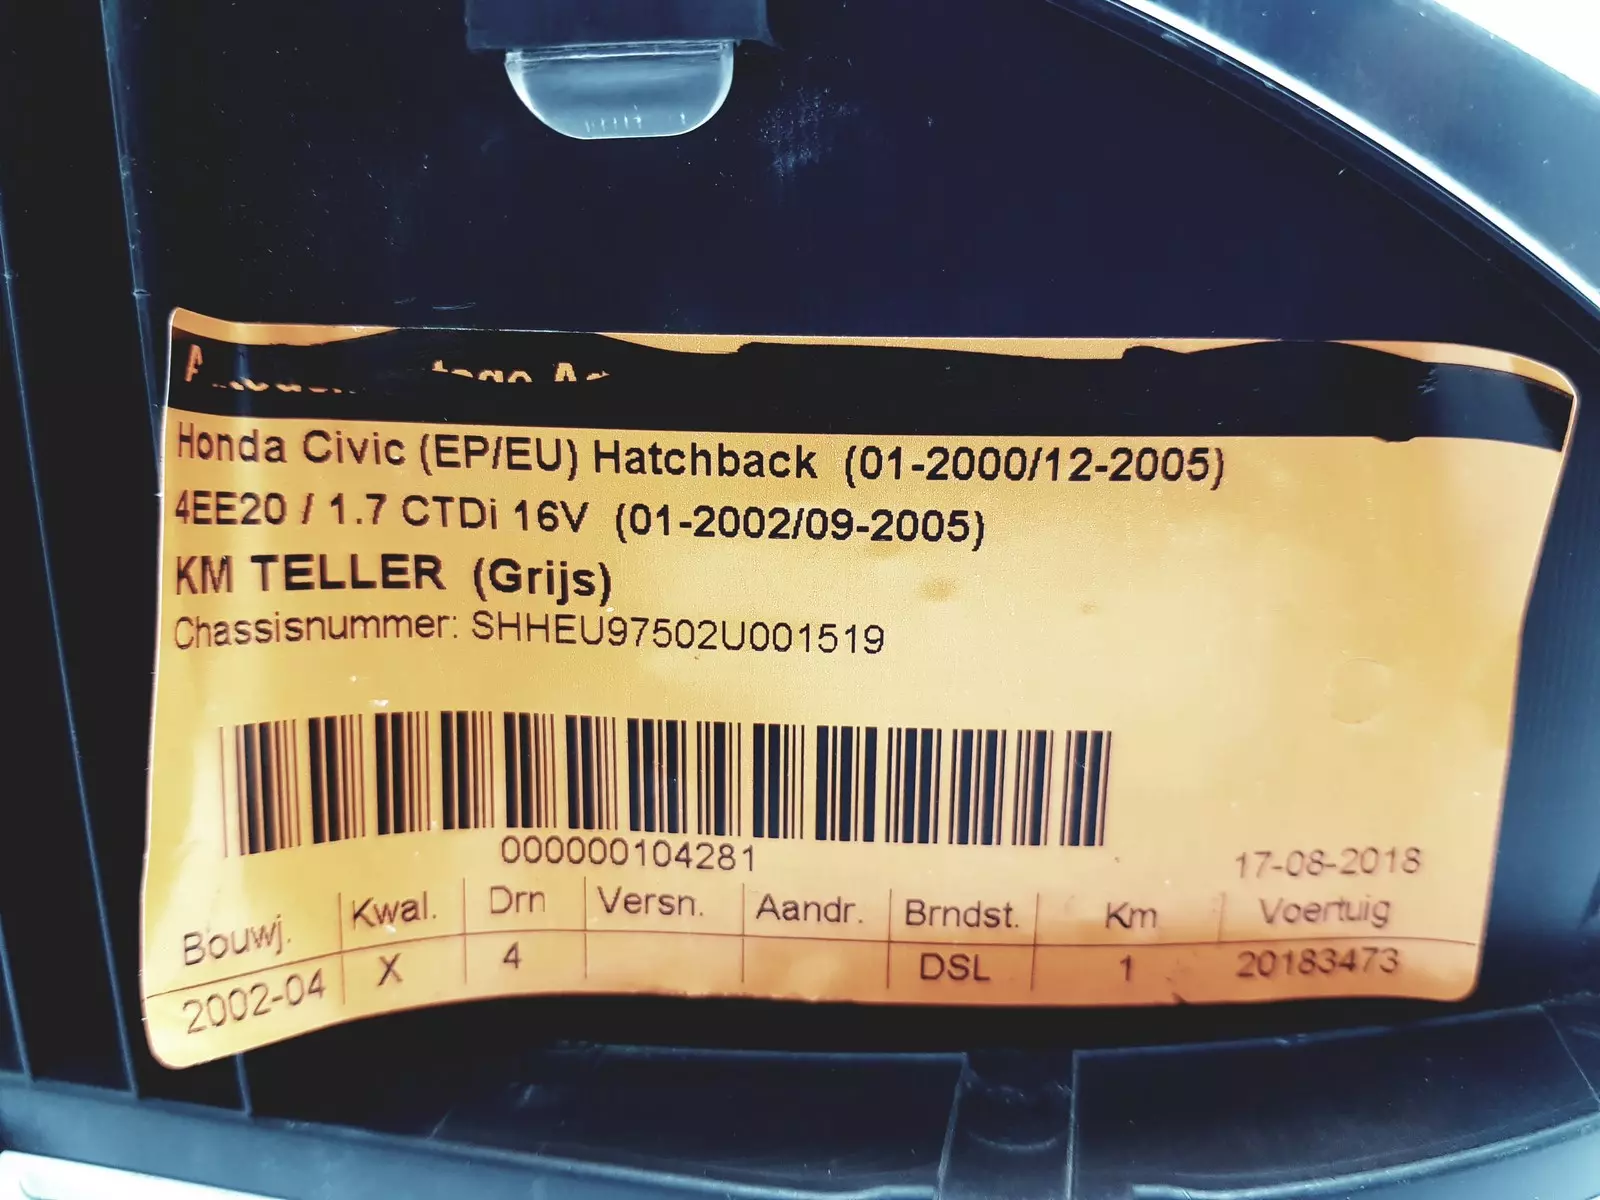 Honda Civic (EP/EU) Hatchback (01-2000/12-2005)
4EE20 / 1.7 CTDi 16V (01-2002/09-2005)
KM TELLER (Grijs)
Chassisnummer: SHHEU97502U001519
000000104281
17-08-2018
Bouwj. Kwal. Drn Versn. Aandr. Brndst. Km Voertuig
2002-04 X 4 DSL 1 20183473